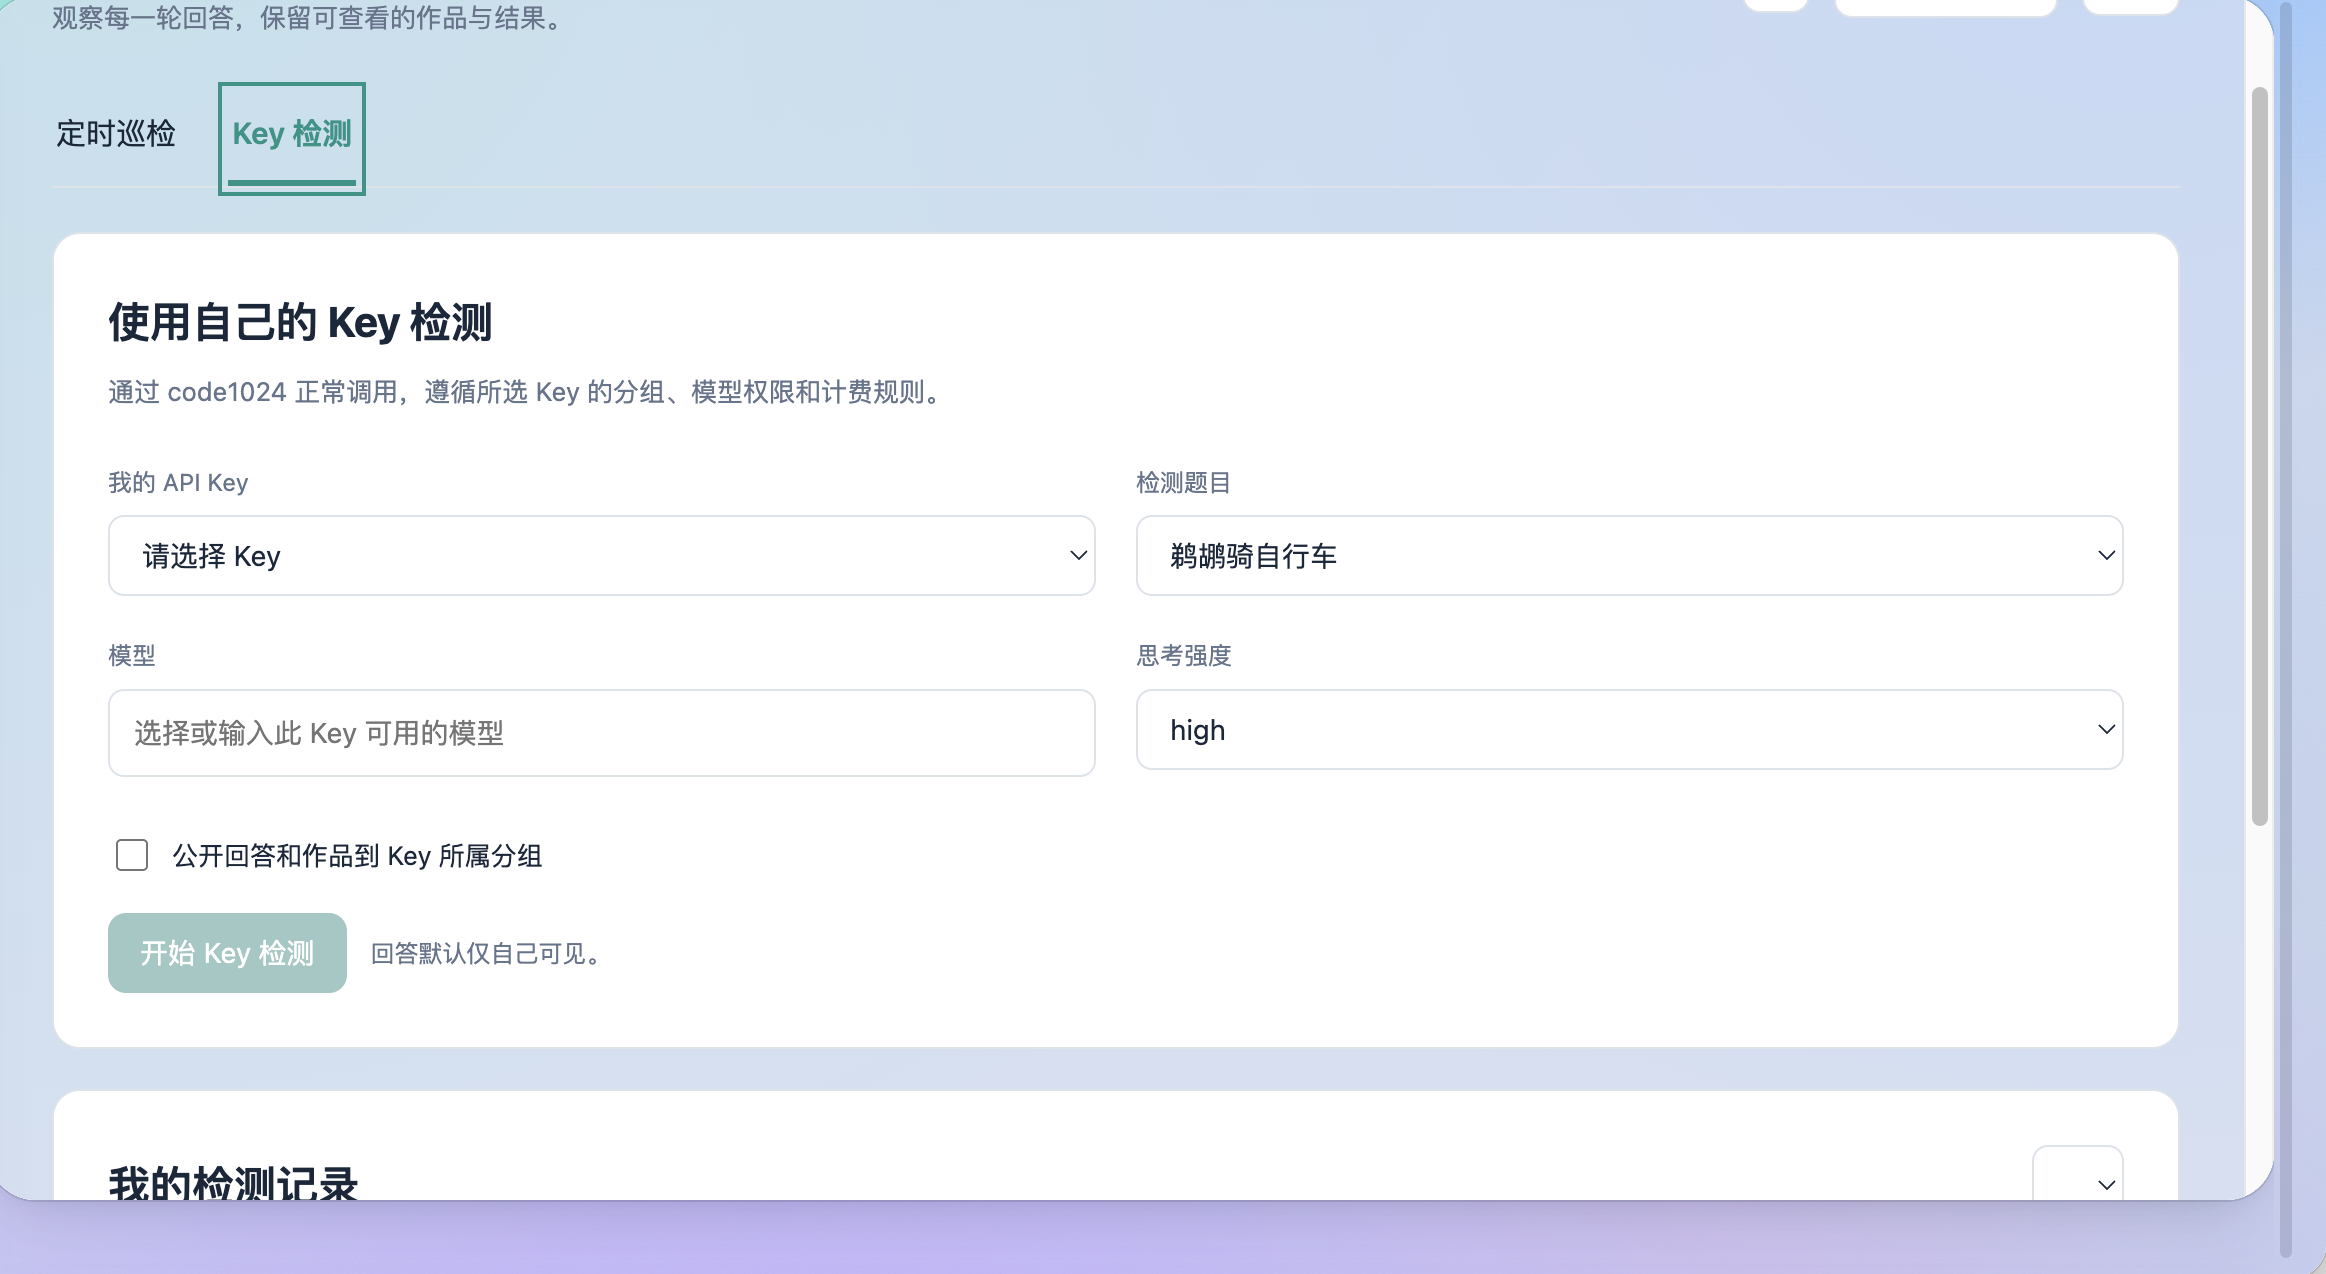 观察每一轮回答，保留可查看的作品与结果。
定时巡检
Key 检测
使用自己的 Key 检测
通过 code1024 正常调用，遵循所选 Key 的分组、模型权限和计费规则。
我的 API Key
检测题目
请选择 Key
鹈鹕骑自行车
模型
思考强度
选择或输入此 Key 可用的模型
high
公开回答和作品到 Key 所属分组
开始 Key 检测
回答默认仅自己可见。
我的检测记录